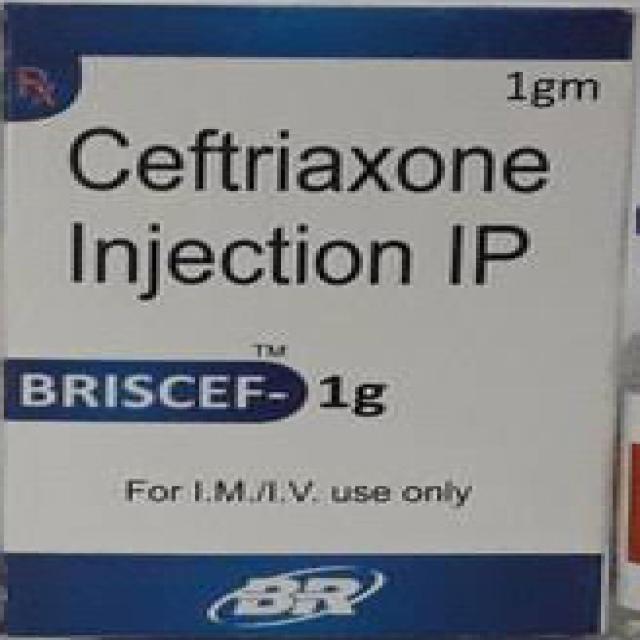 Rx
1gm
Ceftriaxone
Injection IP
TM
BRISCEF- 1g
For I.M./I.V. use only
BR